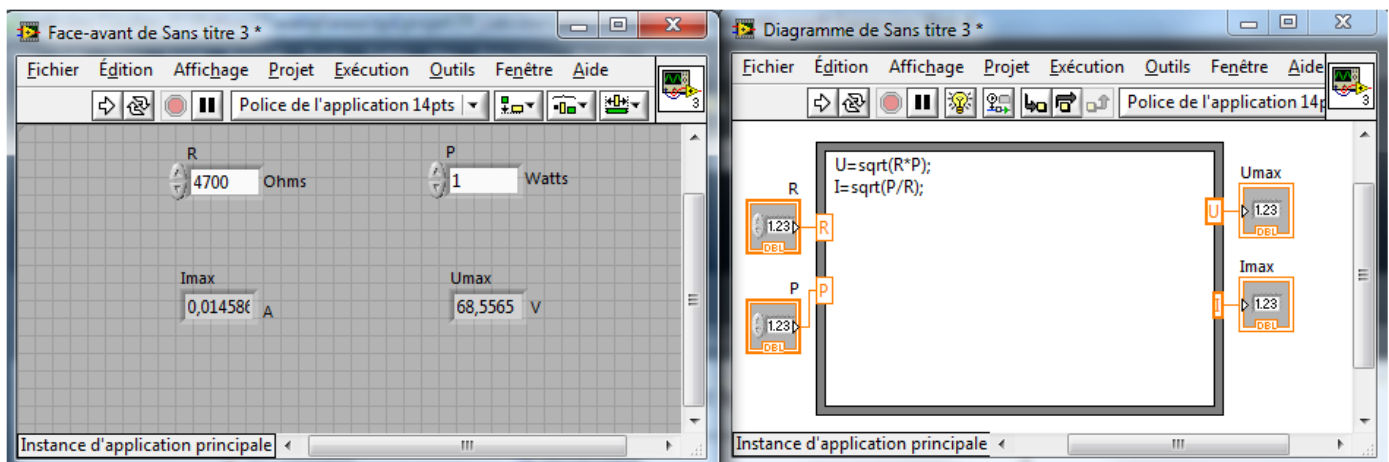 Face-avant de Sans titre 3 *
Fichier Édition Affichage Projet Exécution Outils Fenêtre Aide
Police de l'application 14pts
3
R
4700 Ohms
P
1 Watts
Imax
0,014586 A
Umax
68,5565 V
Instance d'application principale
Diagramme de Sans titre 3 *
Fichier Édition Affichage Projet Exécution Outils Fenêtre Aide
Police de l'application 14p
3
U=sqrt(R*P);
I=sqrt(P/R);
R
1.23
DBL
R
P
1.23
DBL
P
U
Umax
1.23
DBL
I
Imax
1.23
DBL
Instance d'application principale